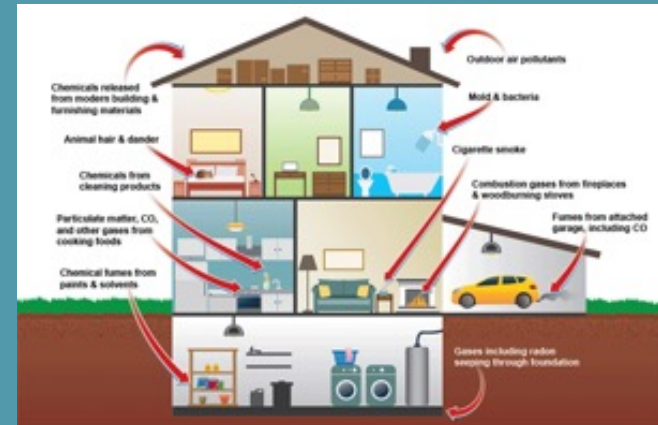 Chemicals released
from modern building &
furnishing materials
Animal hair & dander
Chemicals from
cleaning products
Particulate matter, CO,
and other gases from
cooking foods
Chemical fumes from
paints & solvents
Outdoor air pollutants
Mold & bacteria
Cigarette smoke
Combustion gases from fireplaces
& woodburning stoves
Fumes from attached
garage, including CO
Gases including radon
seeping through foundation